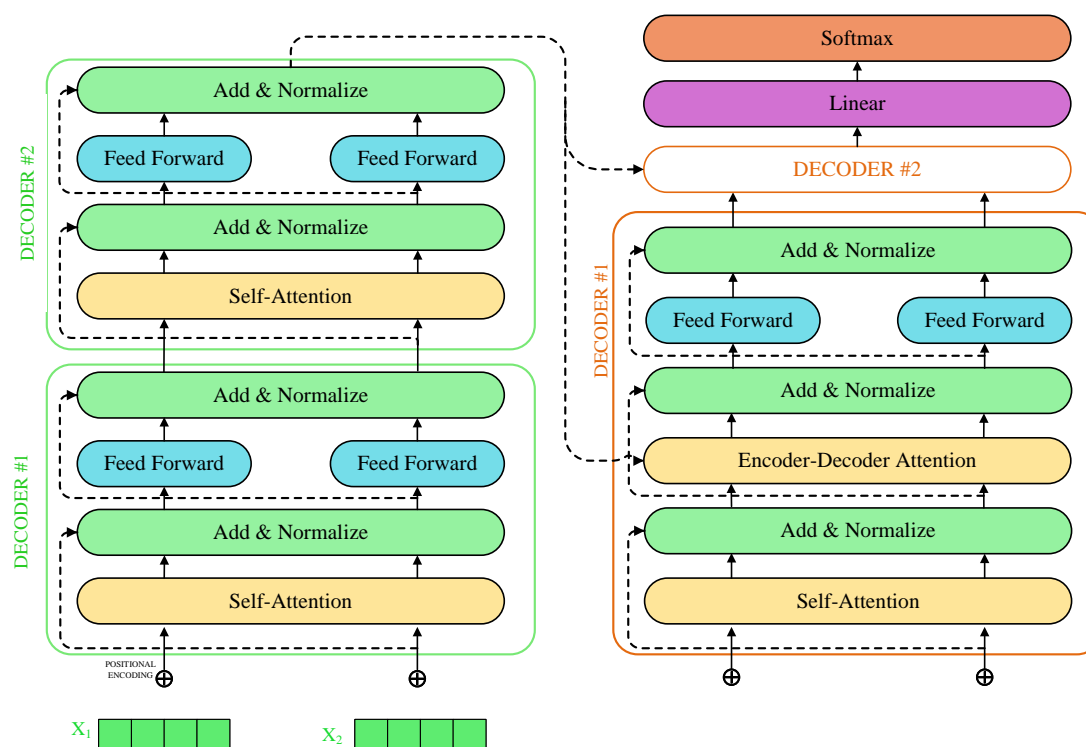 DECODER #2
Add & Normalize
Feed Forward
Feed Forward
Add & Normalize
Self-Attention
DECODER #1
Add & Normalize
Feed Forward
Feed Forward
Add & Normalize
Self-Attention
POSITIONAL
ENCODING
X₁
X₂
Softmax
Linear
DECODER #2
DECODER #1
Add & Normalize
Feed Forward
Feed Forward
Add & Normalize
Encoder-Decoder Attention
Add & Normalize
Self-Attention